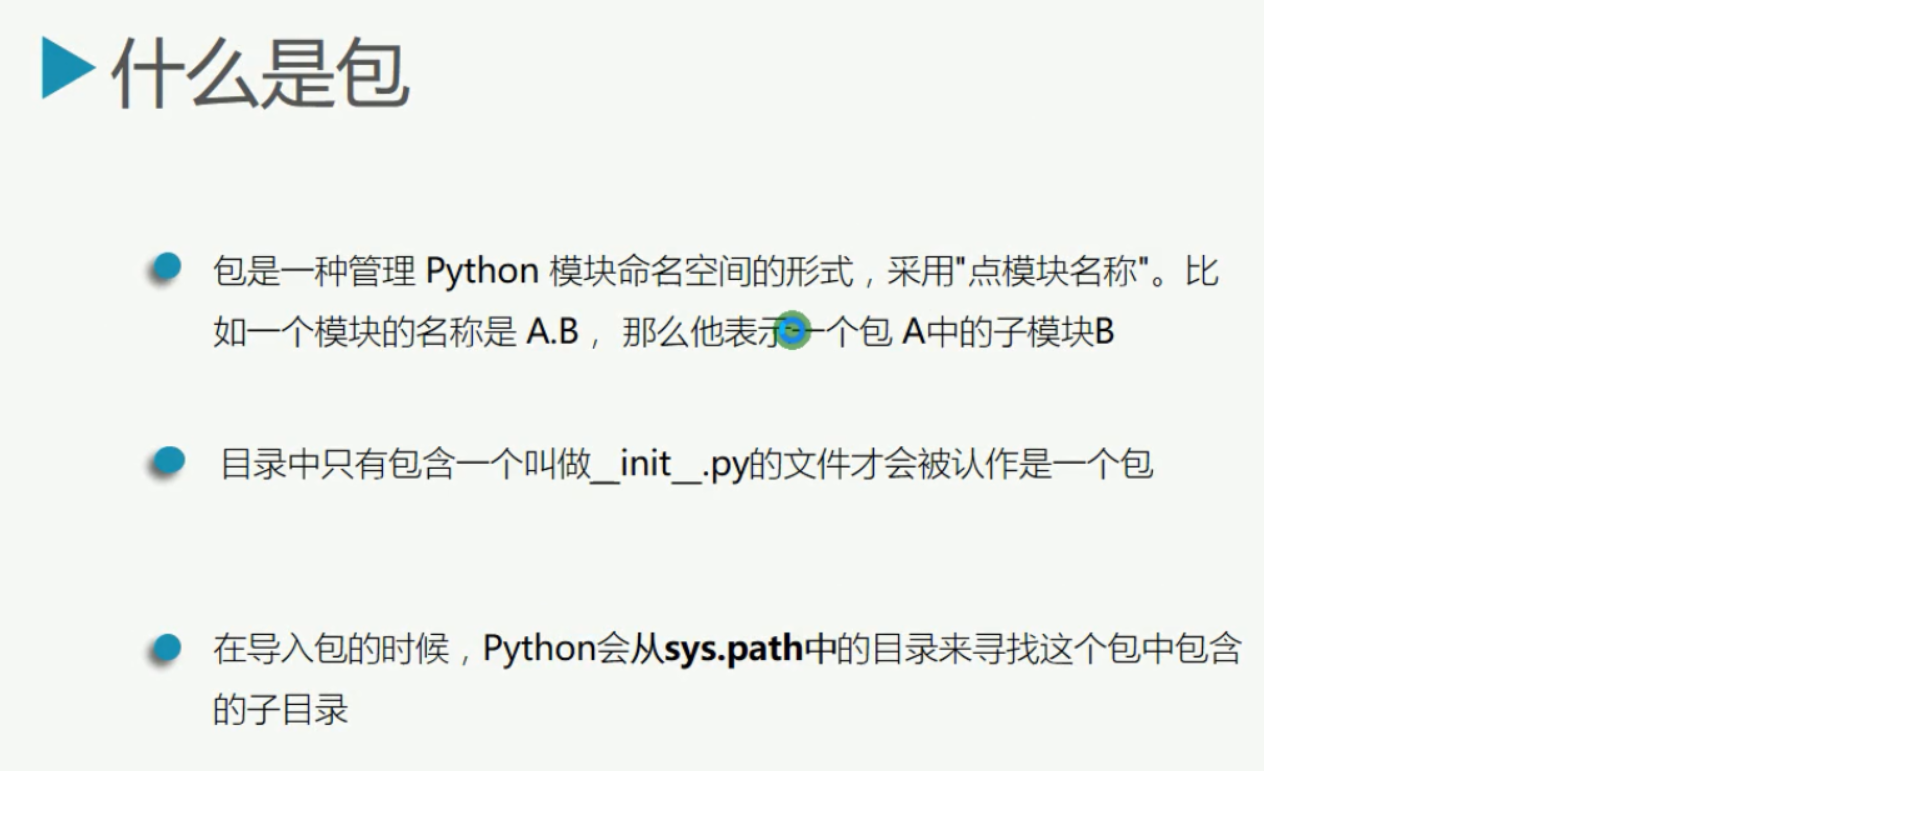 什么是包
包是一种管理 Python 模块命名空间的形式，采用"点模块名称"。比
如一个模块的名称是 A.B， 那么他表示一个包 A中的子模块B
目录中只有包含一个叫做__init__.py的文件才会被认作是一个包
在导入包的时候，Python会从sys.path中的目录来寻找这个包中包含
的子目录